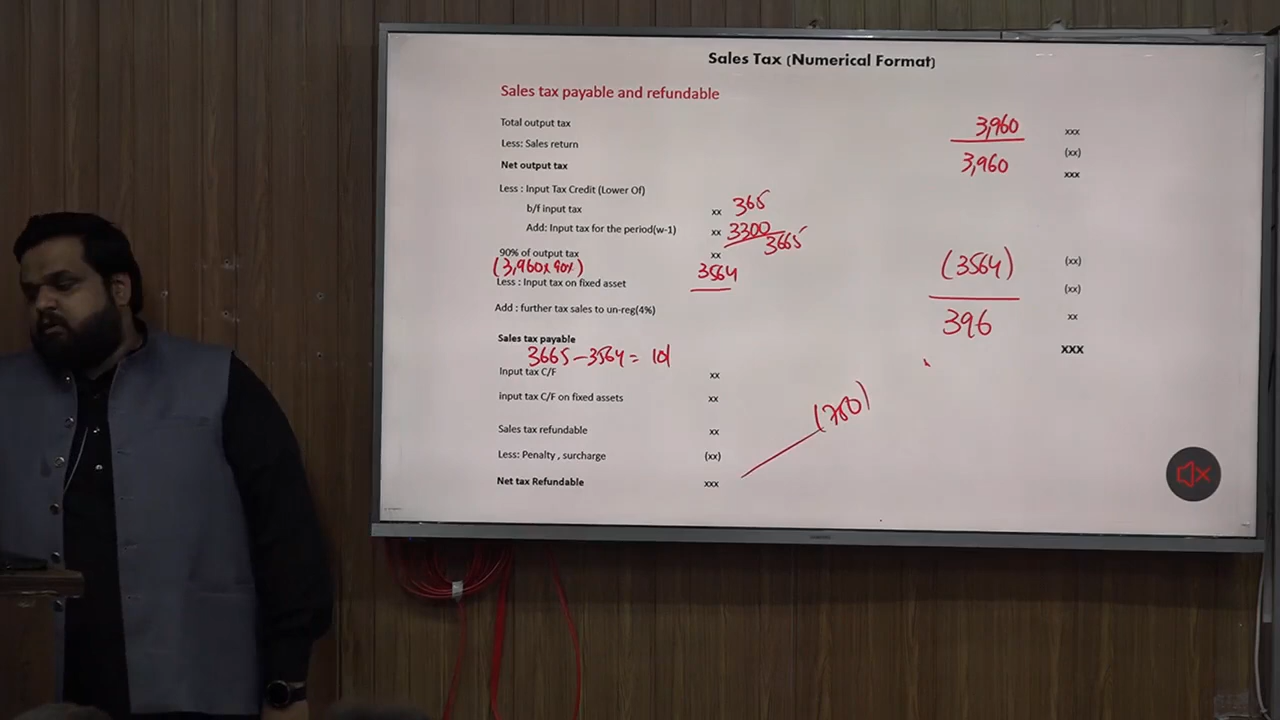 Sales Tax (Numerical Format)
Sales tax payable and refundable
Total output tax 3,960 xxx
Less: Sales return (xx)
Net output tax 3,960 xxx
Less : Input Tax Credit (Lower Of)
b/f input tax xx 365
Add: Input tax for the period(w-1) xx 3300
3665
90% of output tax xx
(3,960x90%) 3564 (3564) (xx)
Less : Input tax on fixed asset (xx)
Add : further tax sales to un-reg(4%) 396 xx
Sales tax payable XXX
3665-3564= 101
Input tax C/F xx
input tax C/F on fixed assets xx
Sales tax refundable xx
Less: Penalty , surcharge (xx)
Net tax Refundable xxx